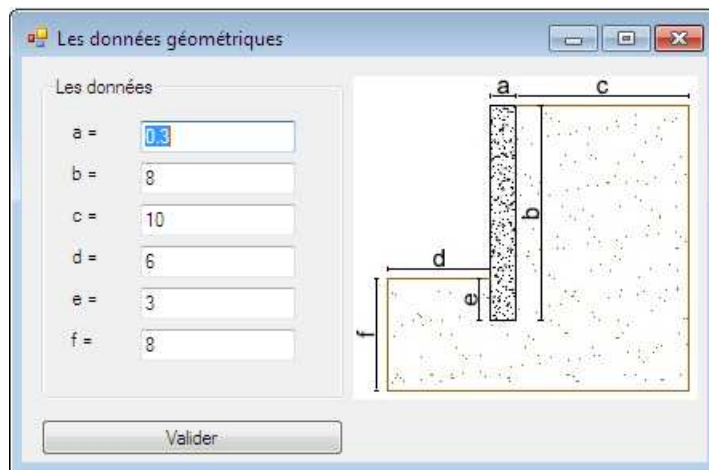 Les données géométriques
Les données
a = 0.3
b = 8
c = 10
d = 6
e = 3
f = 8
Valider
a
c
b
d
e
f